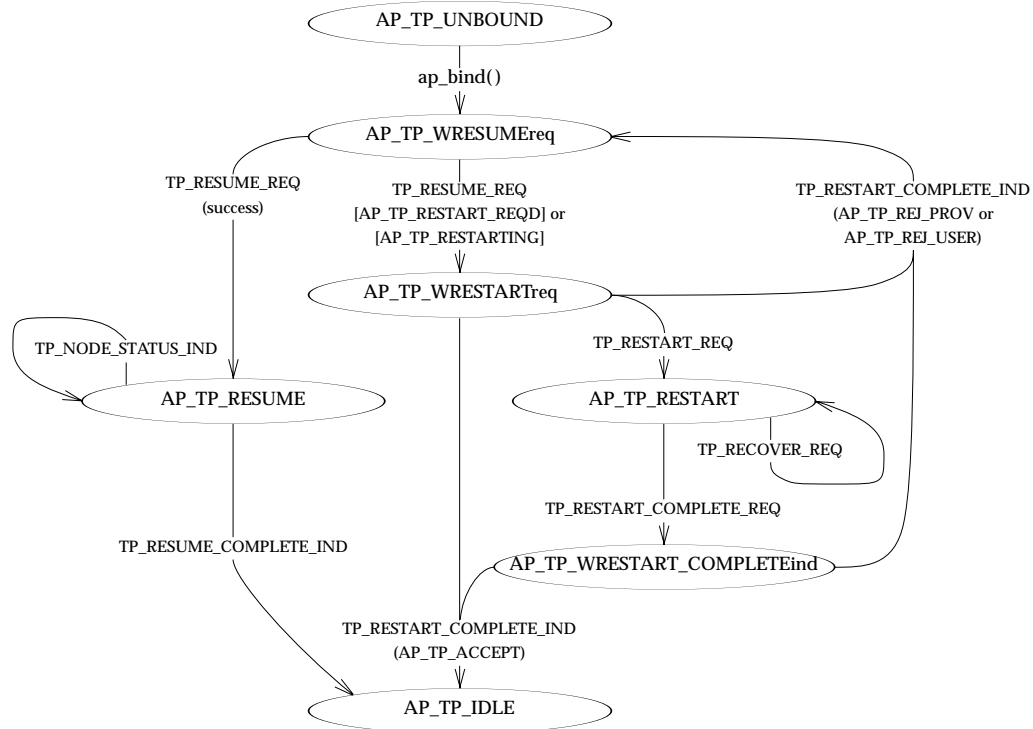 AP_TP_UNBOUND
ap_bind()
AP_TP_WRESUMEreq
TP_RESUME_REQ
(success)
TP_RESUME_REQ
[AP_TP_RESTART_REQD] or
[AP_TP_RESTARTING]
TP_RESTART_COMPLETE_IND
(AP_TP_REJ_PROV or
AP_TP_REJ_USER)
AP_TP_WRESTARTreq
TP_NODE_STATUS_IND
TP_RESTART_REQ
AP_TP_RESUME
AP_TP_RESTART
TP_RECOVER_REQ
TP_RESTART_COMPLETE_REQ
TP_RESUME_COMPLETE_IND
AP_TP_WRESTART_COMPLETEind
TP_RESTART_COMPLETE_IND
(AP_TP_ACCEPT)
AP_TP_IDLE